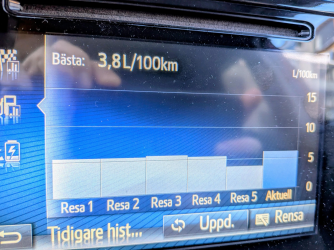 Bästa: 3,8L/100km
L/100km
15
10
5
0
Resa 1 Resa 2 Resa 3 Resa 4 Resa 5 Aktuell
Tidigare hist... Uppd. Rensa